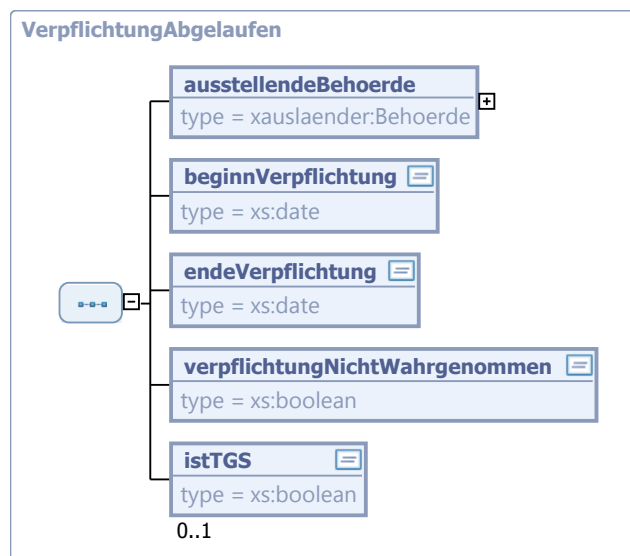 VerpflichtungAbgelaufen
ausstellendeBehoerde
type = xauslaender:Behoerde
beginnVerpflichtung
type = xs:date
endeVerpflichtung
type = xs:date
verpflichtungNichtWahrgenommen
type = xs:boolean
istTGS
type = xs:boolean
0..1